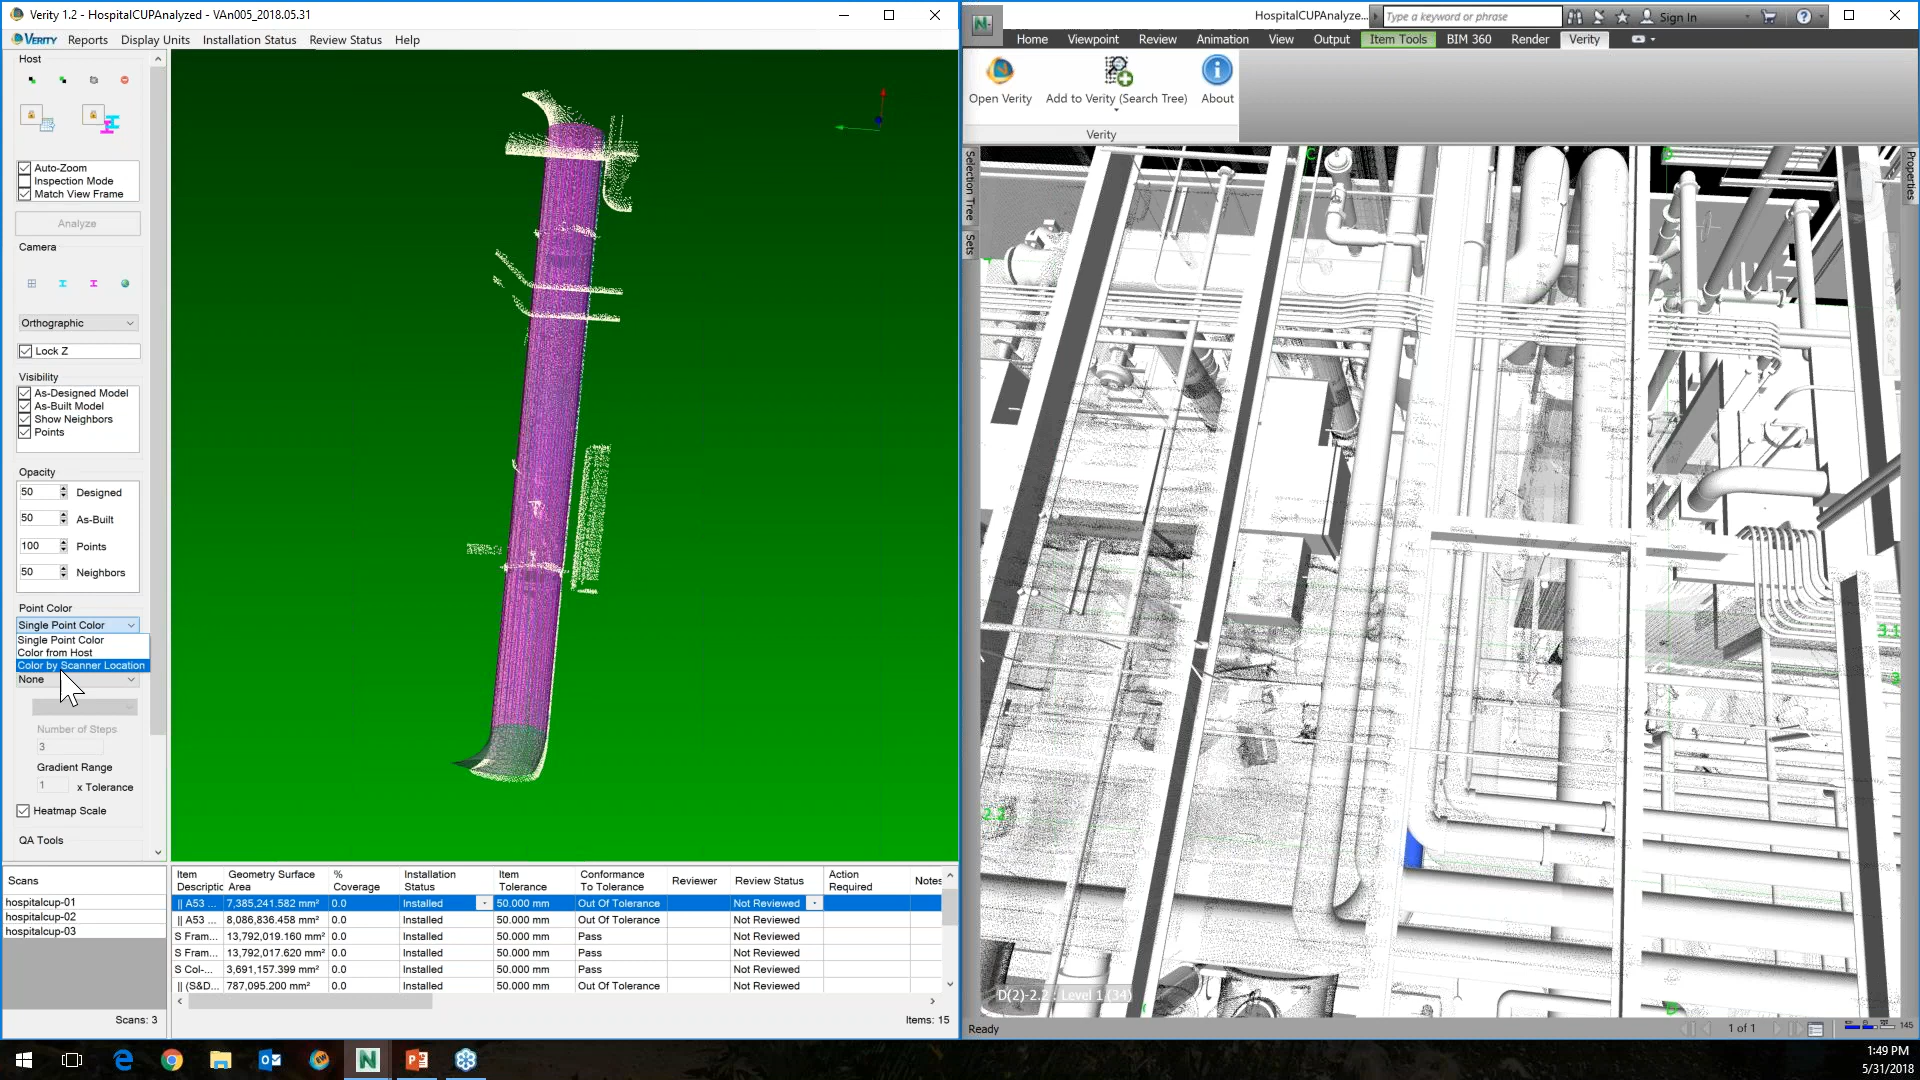 Verity 1.2 - HospitalCUPAnalyzed - VAn005_2018.05.31
VERITY Reports Display Units Installation Status Review Status Help
Host
Auto-Zoom
Inspection Mode
Match View Frame
Analyze
Camera
Orthographic
Lock Z
Visibility
As-Designed Model
As-Built Model
Show Neighbors
Points
Opacity
50 Designed
50 As-Built
100 Points
50 Neighbors
Point Color
Single Point Color
Single Point Color
Color from Host
Color by Scanner Location
None
Number of Steps
3
Gradient Range
1 x Tolerance
Heatmap Scale
QA Tools
Scans
hospitalcup-01
hospitalcup-02
hospitalcup-03
Scans: 3
Item Descriptic Geometry Surface Area % Coverage Installation Status Item Tolerance Conformance To Tolerance Reviewer Review Status Action Required Notes
|| A53 ... 7,385,241.582 mm² 0.0 Installed 50.000 mm Out Of Tolerance Not Reviewed
|| A53 ... 8,086,836.458 mm² 0.0 Installed 50.000 mm Out Of Tolerance Not Reviewed
S Fram... 13,792,019.160 mm² 0.0 Installed 50.000 mm Pass Not Reviewed
S Fram... 13,792,017.620 mm² 0.0 Installed 50.000 mm Pass Not Reviewed
S Col-... 3,691,157.399 mm² 0.0 Installed 50.000 mm Pass Not Reviewed
|| (S&D... 787,095.200 mm² 0.0 Installed 50.000 mm Out Of Tolerance Not Reviewed
Items: 15
HospitalCUPAnalyze... Type a keyword or phrase Sign In
Home Viewpoint Review Animation View Output Item Tools BIM 360 Render Verity
Open Verity Add to Verity (Search Tree) About
Verity
Selection Tree
Sets
Properties
C
D
3.1
3
2.2
D(2)-2.2 : Level 1 (34)
Ready
1 of 1
145
1:49 PM
5/31/2018